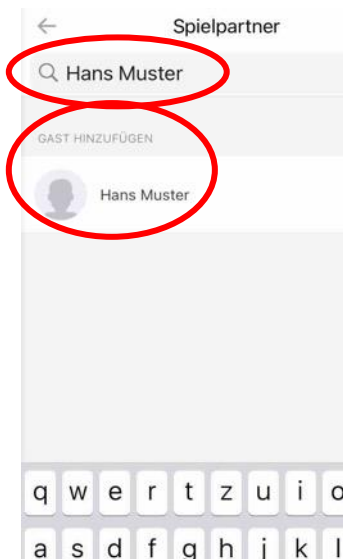 Spielpartner
Hans Muster
GAST HINZUFÜGEN
Hans Muster
q w e r t z u i o
a s d f g h j k l